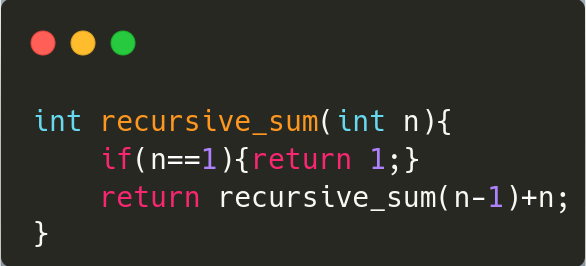 int recursive_sum(int n){
    if(n==1){return 1;}
    return recursive_sum(n-1)+n;
}